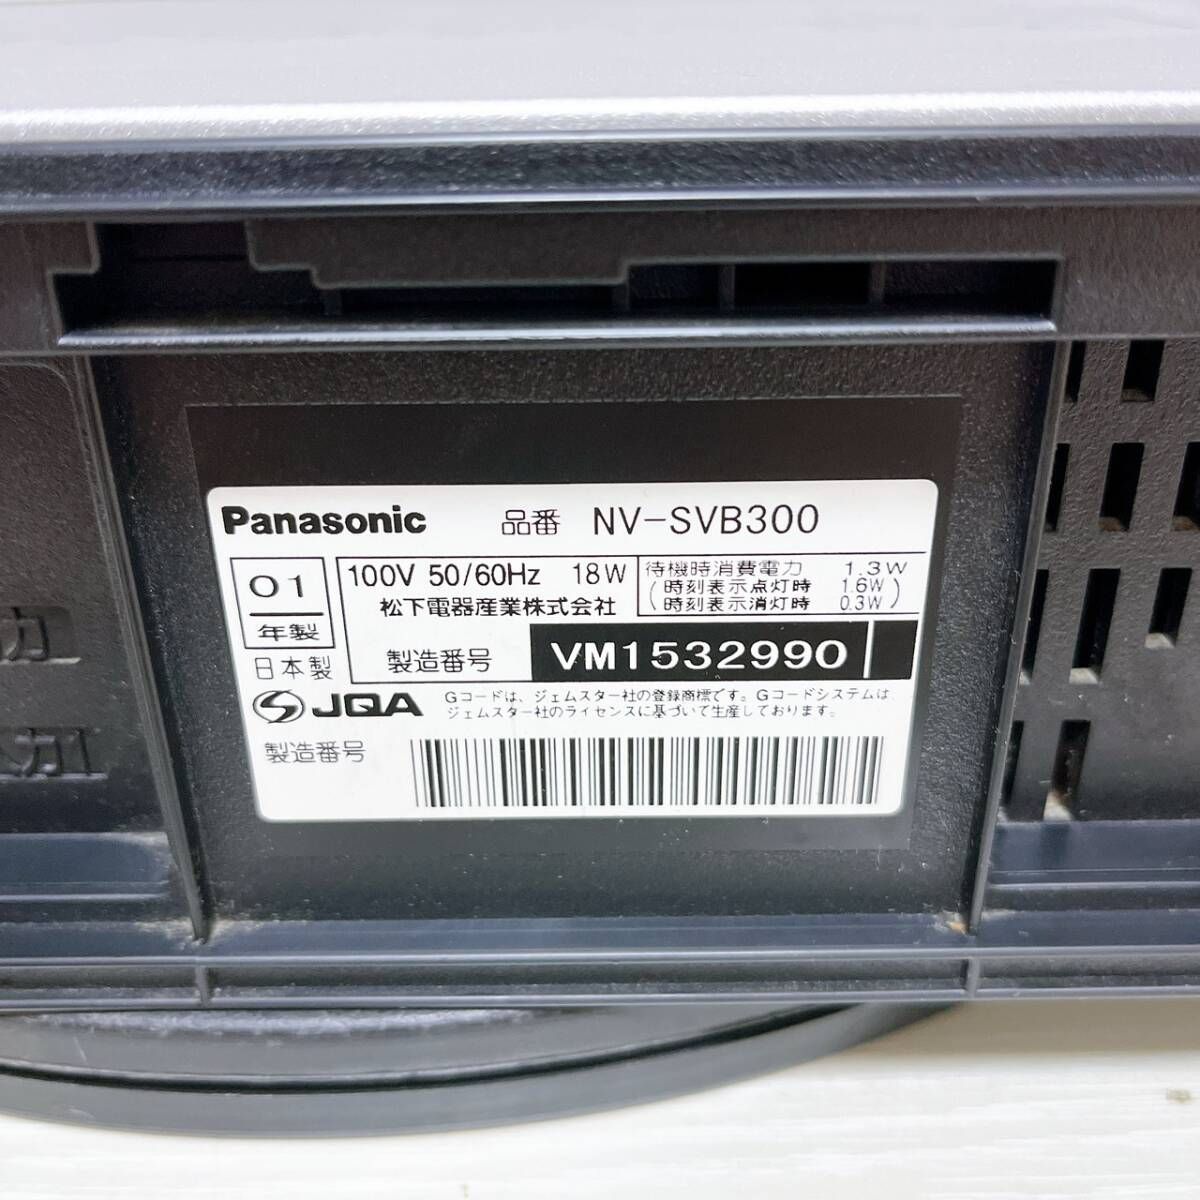 Panasonic 品番 NV-SVB300
01
年製
日本製
100V 50/60Hz 18W
松下電器産業株式会社
待機時消費電力 1.3W
(時刻表示点灯時 1.6W)
(時刻表示消灯時 0.3W)
製造番号 VM1532990
JQA
Gコードは、ジェムスター社の登録商標です。Gコードシステムは、
ジェムスター社のライセンスに基づいて生産しております。
製造番号
力
力1